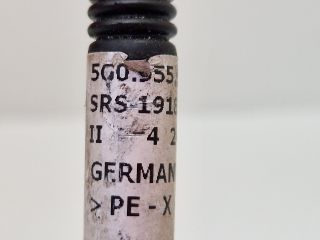 5G0.955.
SRS-191
II - 4 2
GERMAN
> PE - X